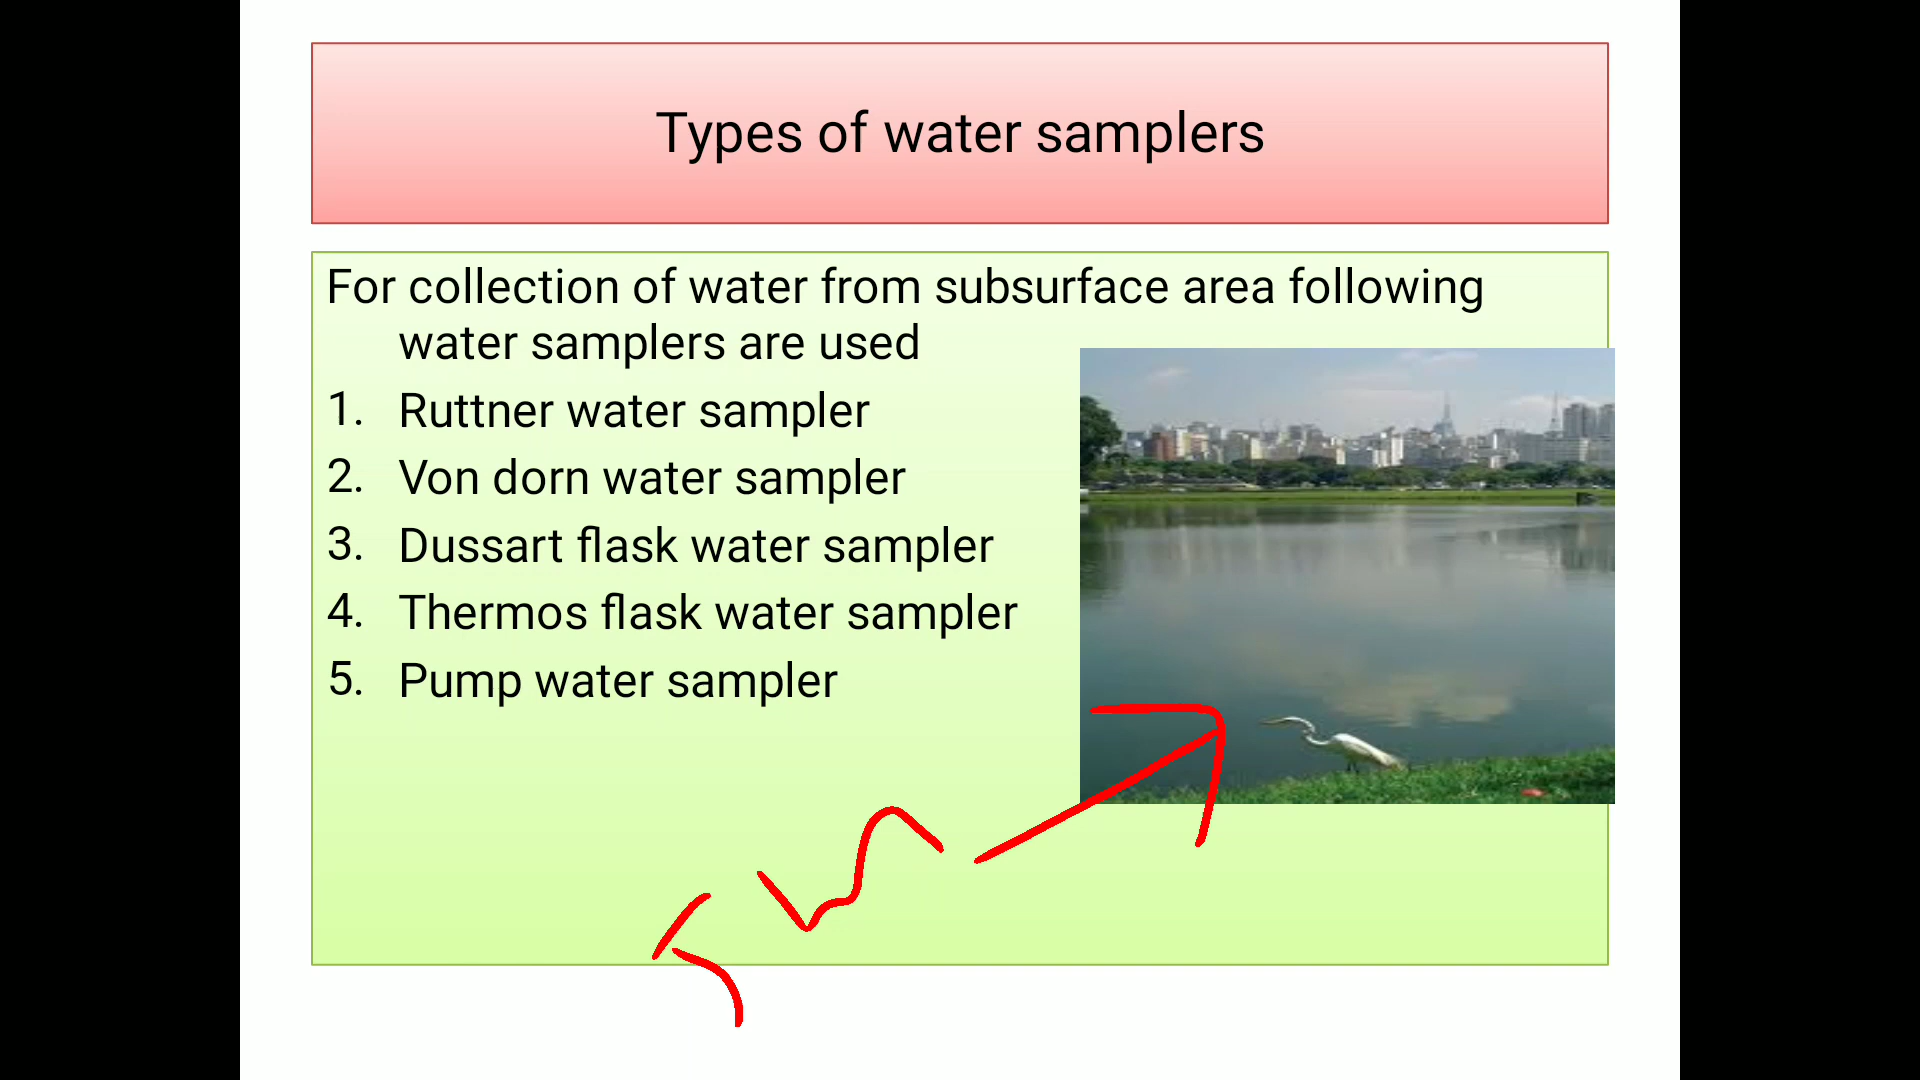 Types of water samplers
For collection of water from subsurface area following
water samplers are used
1. Ruttner water sampler
2. Von dorn water sampler
3. Dussart flask water sampler
4. Thermos flask water sampler
5. Pump water sampler